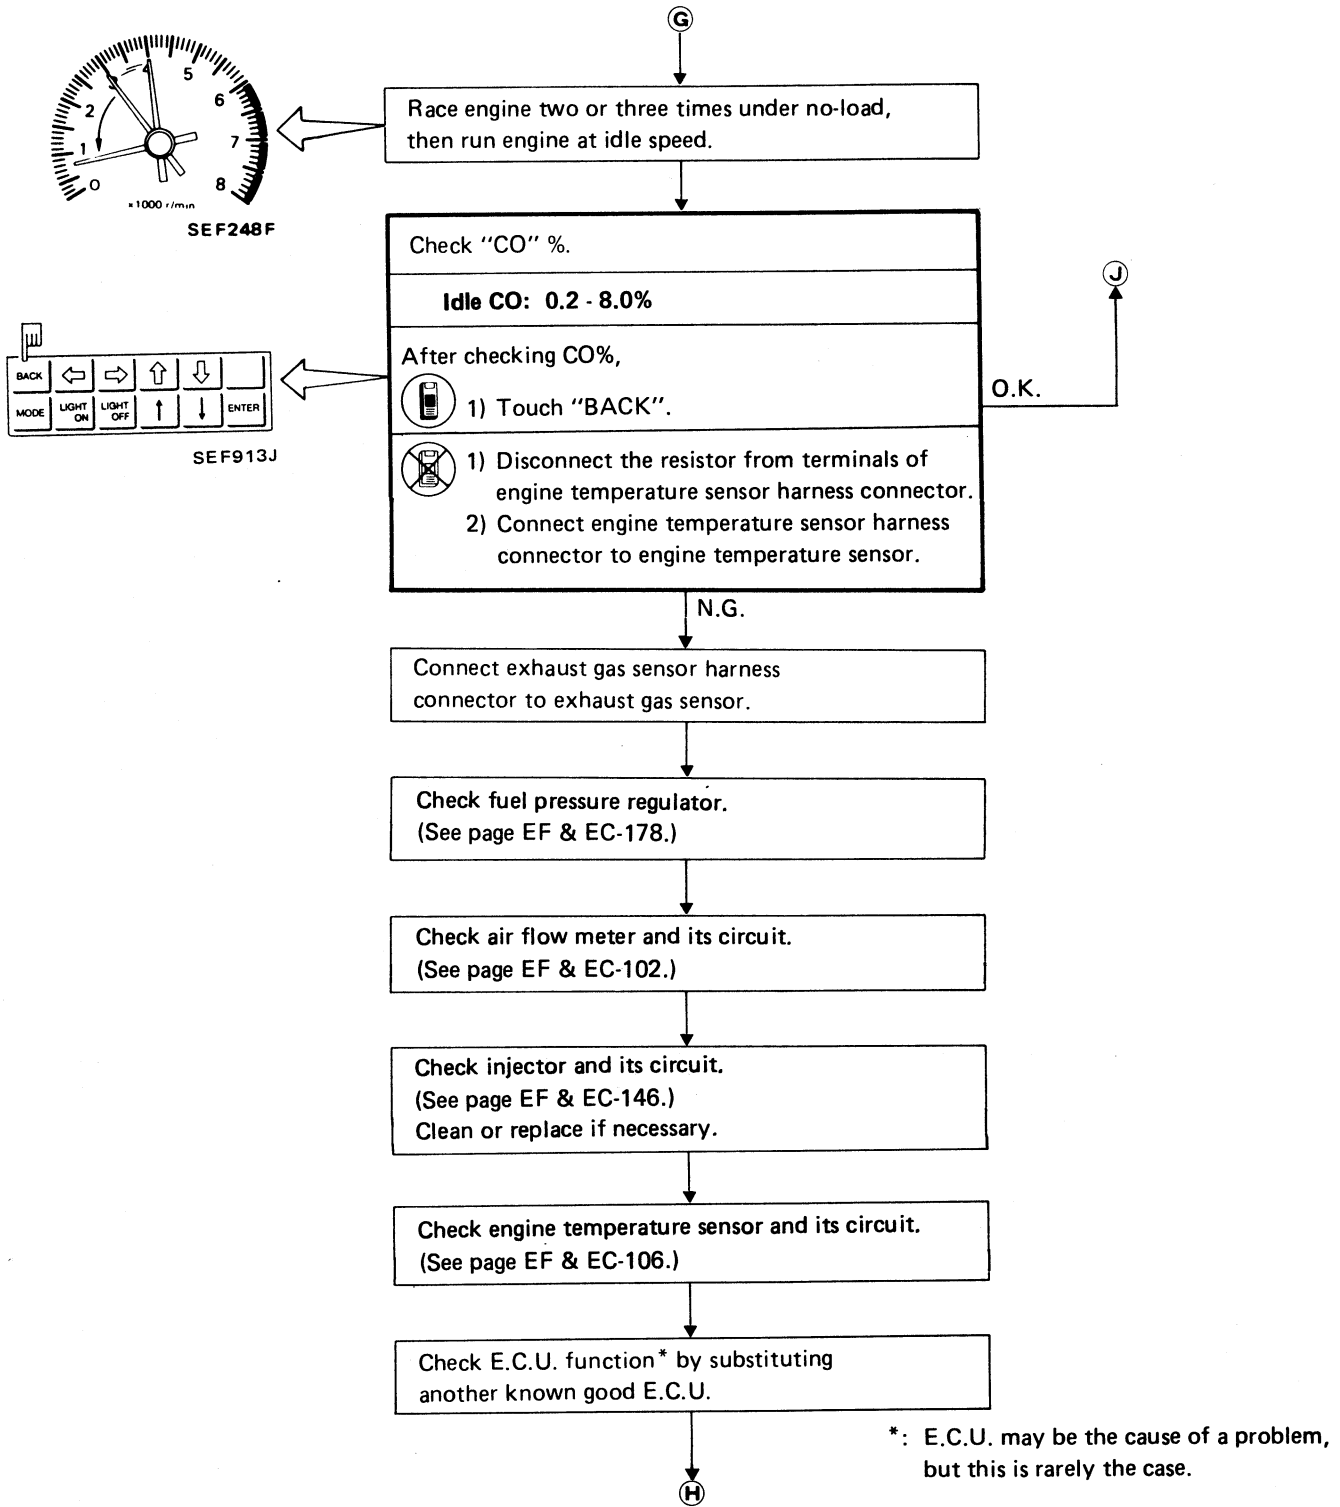 G
Race engine two or three times under no-load,
then run engine at idle speed.
0
1
2
3
4
5
6
7
8
x1000 r/min
SEF248F
Check "CO" %.
Idle CO: 0.2 - 8.0%
After checking CO%,
1) Touch "BACK".
1) Disconnect the resistor from terminals of
engine temperature sensor harness connector.
2) Connect engine temperature sensor harness
connector to engine temperature sensor.
O.K.
J
BACK
MODE LIGHT ON LIGHT OFF ENTER
SEF913J
N.G.
Connect exhaust gas sensor harness
connector to exhaust gas sensor.
Check fuel pressure regulator.
(See page EF & EC-178.)
Check air flow meter and its circuit.
(See page EF & EC-102.)
Check injector and its circuit.
(See page EF & EC-146.)
Clean or replace if necessary.
Check engine temperature sensor and its circuit.
(See page EF & EC-106.)
Check E.C.U. function* by substituting
another known good E.C.U.
*: E.C.U. may be the cause of a problem,
but this is rarely the case.
H